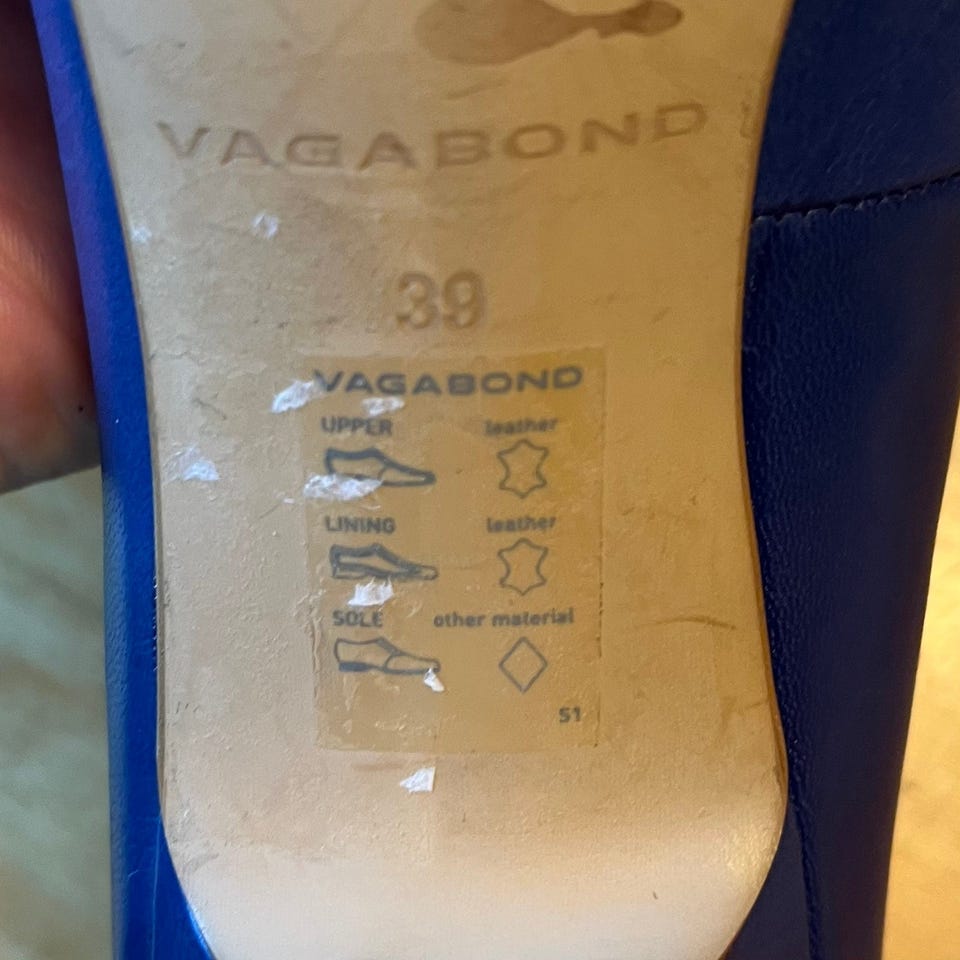 VAGABOND
39
VAGABOND
UPPER leather
LINING leather
SOLE other material
51